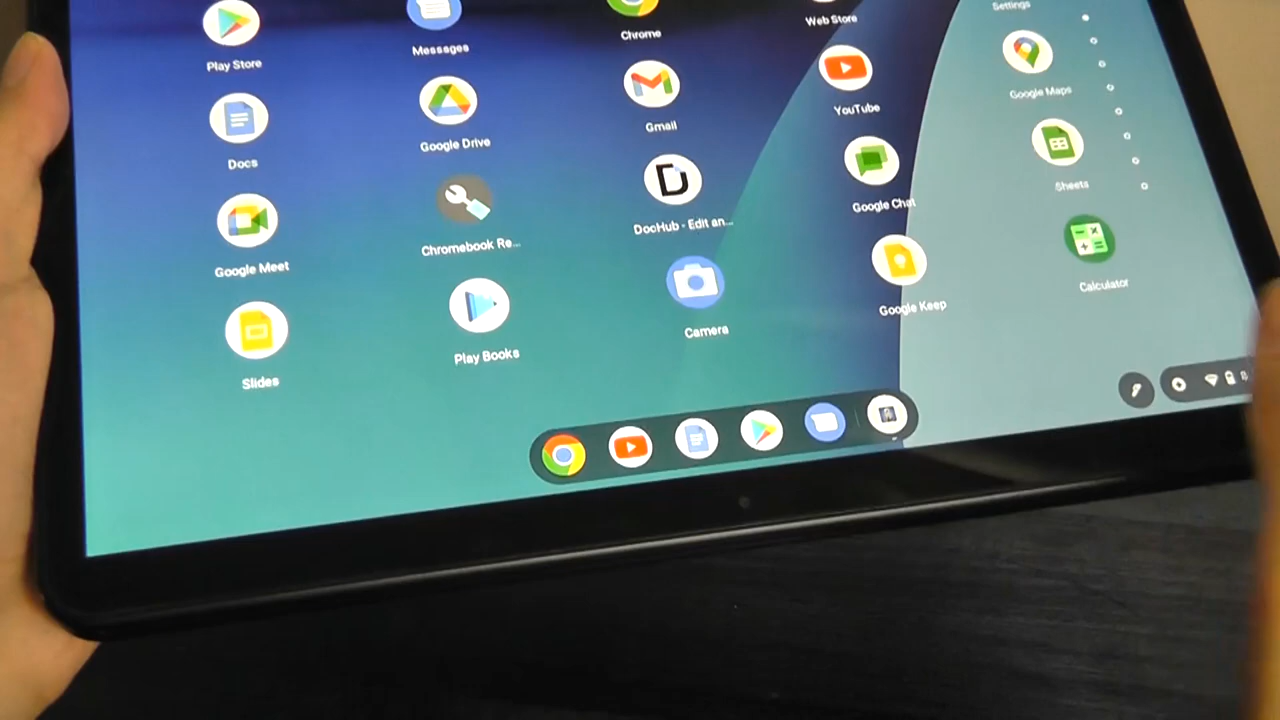 Play Store
Messages
Chrome
Web Store
Settings
Docs
Google Drive
Gmail
YouTube
Google Maps
Google Meet
Chromebook Re...
DocHub - Edit an...
Google Chat
Sheets
Slides
Play Books
Camera
Google Keep
Calculator